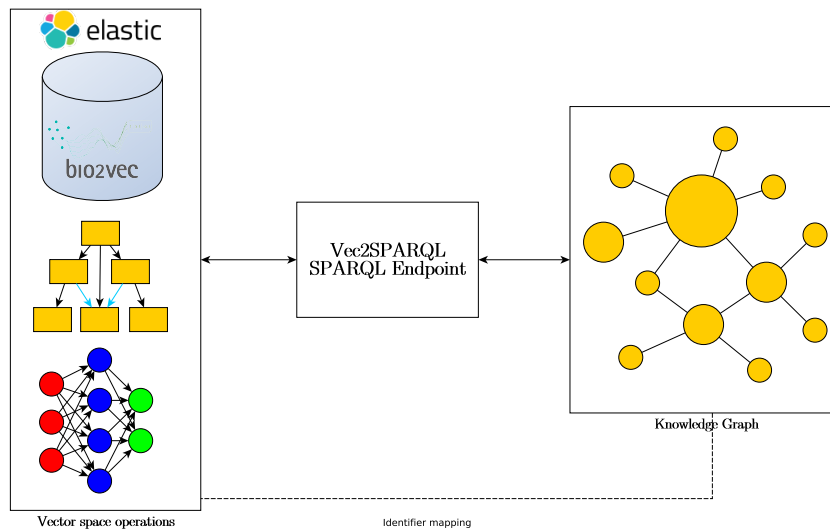 elastic
bio2vec
Vec2SPARQL
SPARQL Endpoint
Knowledge Graph
Vector space operations
Identifier mapping